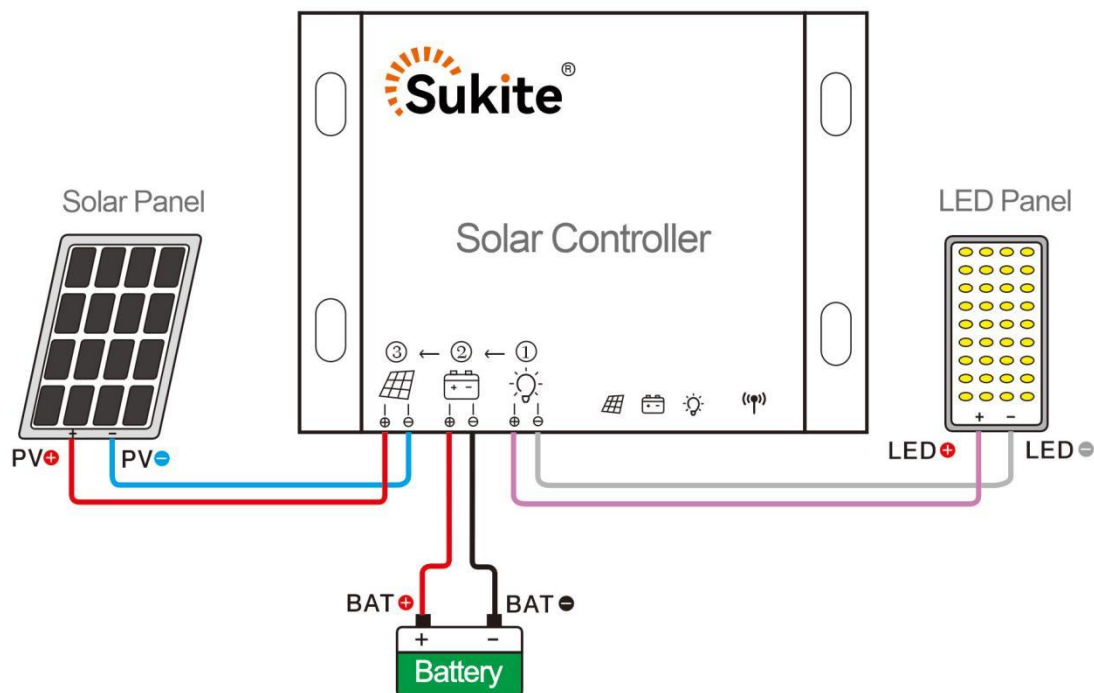 Sukite®
Solar Panel
LED Panel
Solar Controller
③ ← ② ← ①
+ −
⊕ ⊖ ⊕ ⊖ ⊕ ⊖
+ −
+ −
PV⊕ PV⊖
LED⊕ LED⊖
BAT⊕ BAT⊖
+ −
Battery